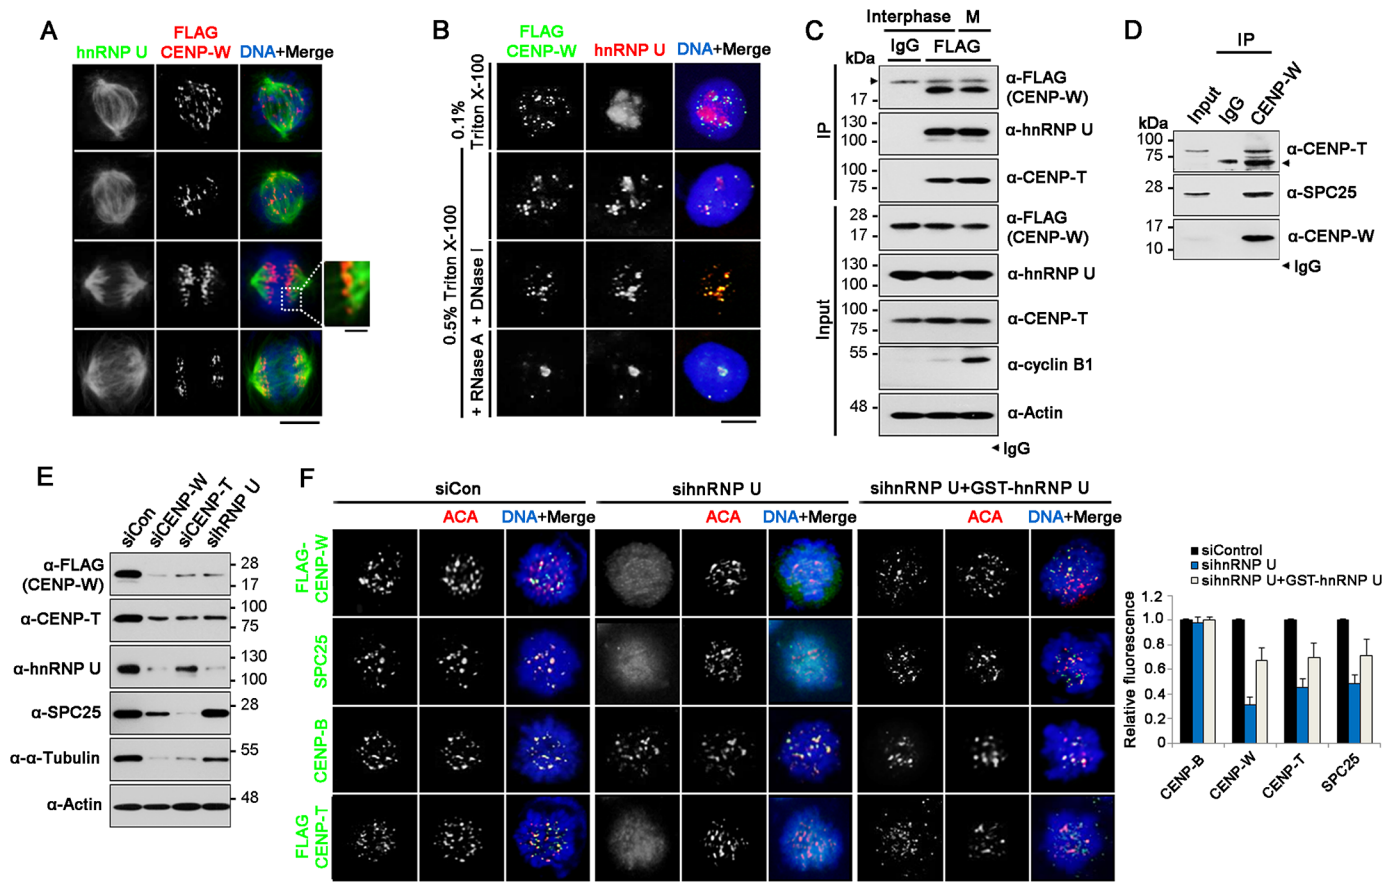 A
hnRNP U
FLAG
CENP-W
DNA+Merge
B
FLAG
CENP-W
hnRNP U
DNA+Merge
0.1%
Triton X-100
0.5% Triton X-100
+ DNase I
+ RNase A
C
Interphase
M
IgG
FLAG
kDa
IP
17
α-FLAG
(CENP-W)
130
100
α-hnRNP U
100
75
α-CENP-T
Input
28
17
α-FLAG
(CENP-W)
130
100
α-hnRNP U
100
75
α-CENP-T
55
α-cyclin B1
48
α-Actin
◄ IgG
D
IP
Input
IgG
CENP-W
kDa
100
75
α-CENP-T
28
α-SPC25
17
10
α-CENP-W
◄ IgG
E
siCon
siCENP-W
siCENP-T
sihRNP U
α-FLAG
(CENP-W)
28
17
α-CENP-T
100
75
α-hnRNP U
130
100
α-SPC25
28
α-α-Tubulin
55
α-Actin
48
F
siCon
sihnRNP U
sihnRNP U+GST-hnRNP U
ACA
DNA+Merge
ACA
DNA+Merge
ACA
DNA+Merge
FLAG-
CENP-W
SPC25
CENP-B
FLAG
CENP-T
siControl
sihnRNP U
sihnRNP U+GST-hnRNP U
Relative fluorescence
1.2
1
0.8
0.6
0.4
0.2
0
CENP-B
CENP-W
CENP-T
SPC25